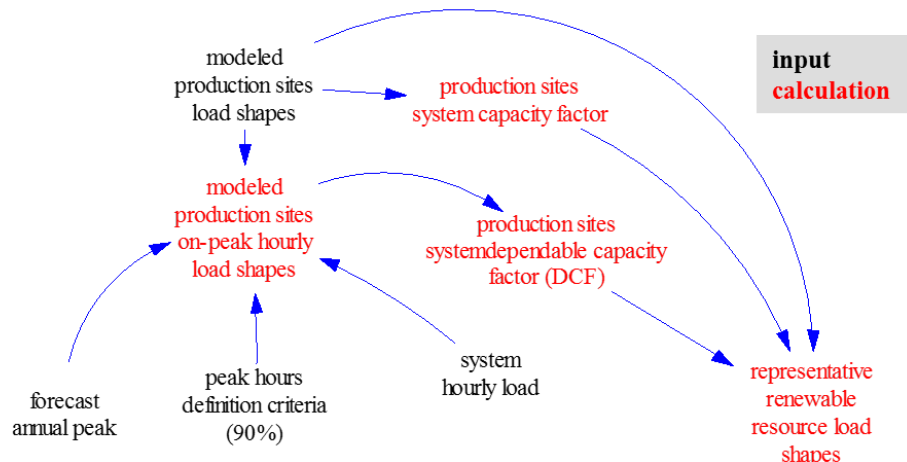 modeled
production sites
load shapes
production sites
system capacity factor
input
calculation
modeled
production sites
on-peak hourly
load shapes
production sites
systemdependable capacity
factor (DCF)
forecast
annual peak
peak hours
definition criteria
(90%)
system
hourly load
representative
renewable
resource load
shapes